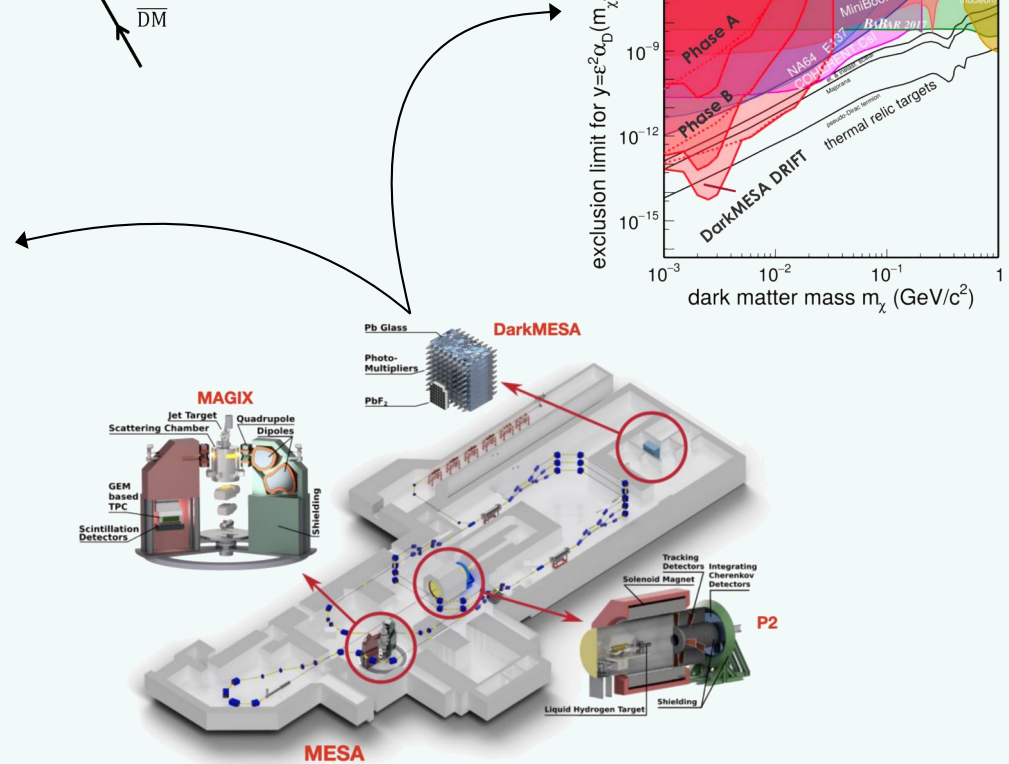 DM
exclusion limit for y=ε²α_D(m_χ
10⁻⁹
10⁻¹²
10⁻¹⁵
Phase A
Phase B
DarkMESA DRIFT
NA64
E137
COHERENT CsI
MiniBoo
BABAR 2017
nucleon
Majorana
pseudo-Dirac fermion
thermal relic targets
10⁻³
10⁻²
10⁻¹
1
dark matter mass m_χ (GeV/c²)
DarkMESA
Pb Glass
Photo-
Multipliers
PbF₂
MAGIX
Jet Target
Scattering Chamber
Quadrupole
Dipoles
GEM
based
TPC
Scintillation
Detectors
Shielding
Tracking
Detectors
Integrating
Cherenkov
Detectors
Solenoid Magnet
P2
Liquid Hydrogen Target
Shielding
MESA